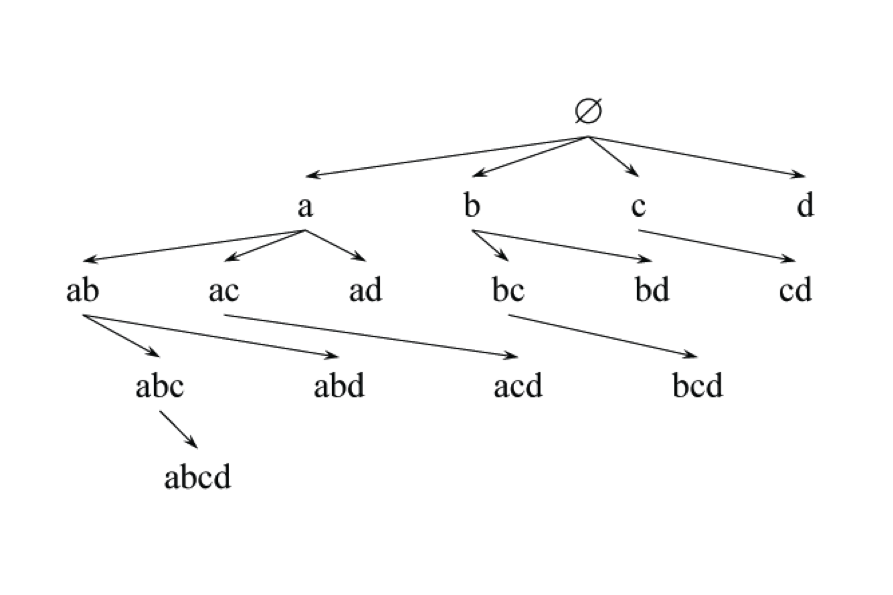 ∅
a b c d
ab ac ad bc bd cd
abc abd acd bcd
abcd